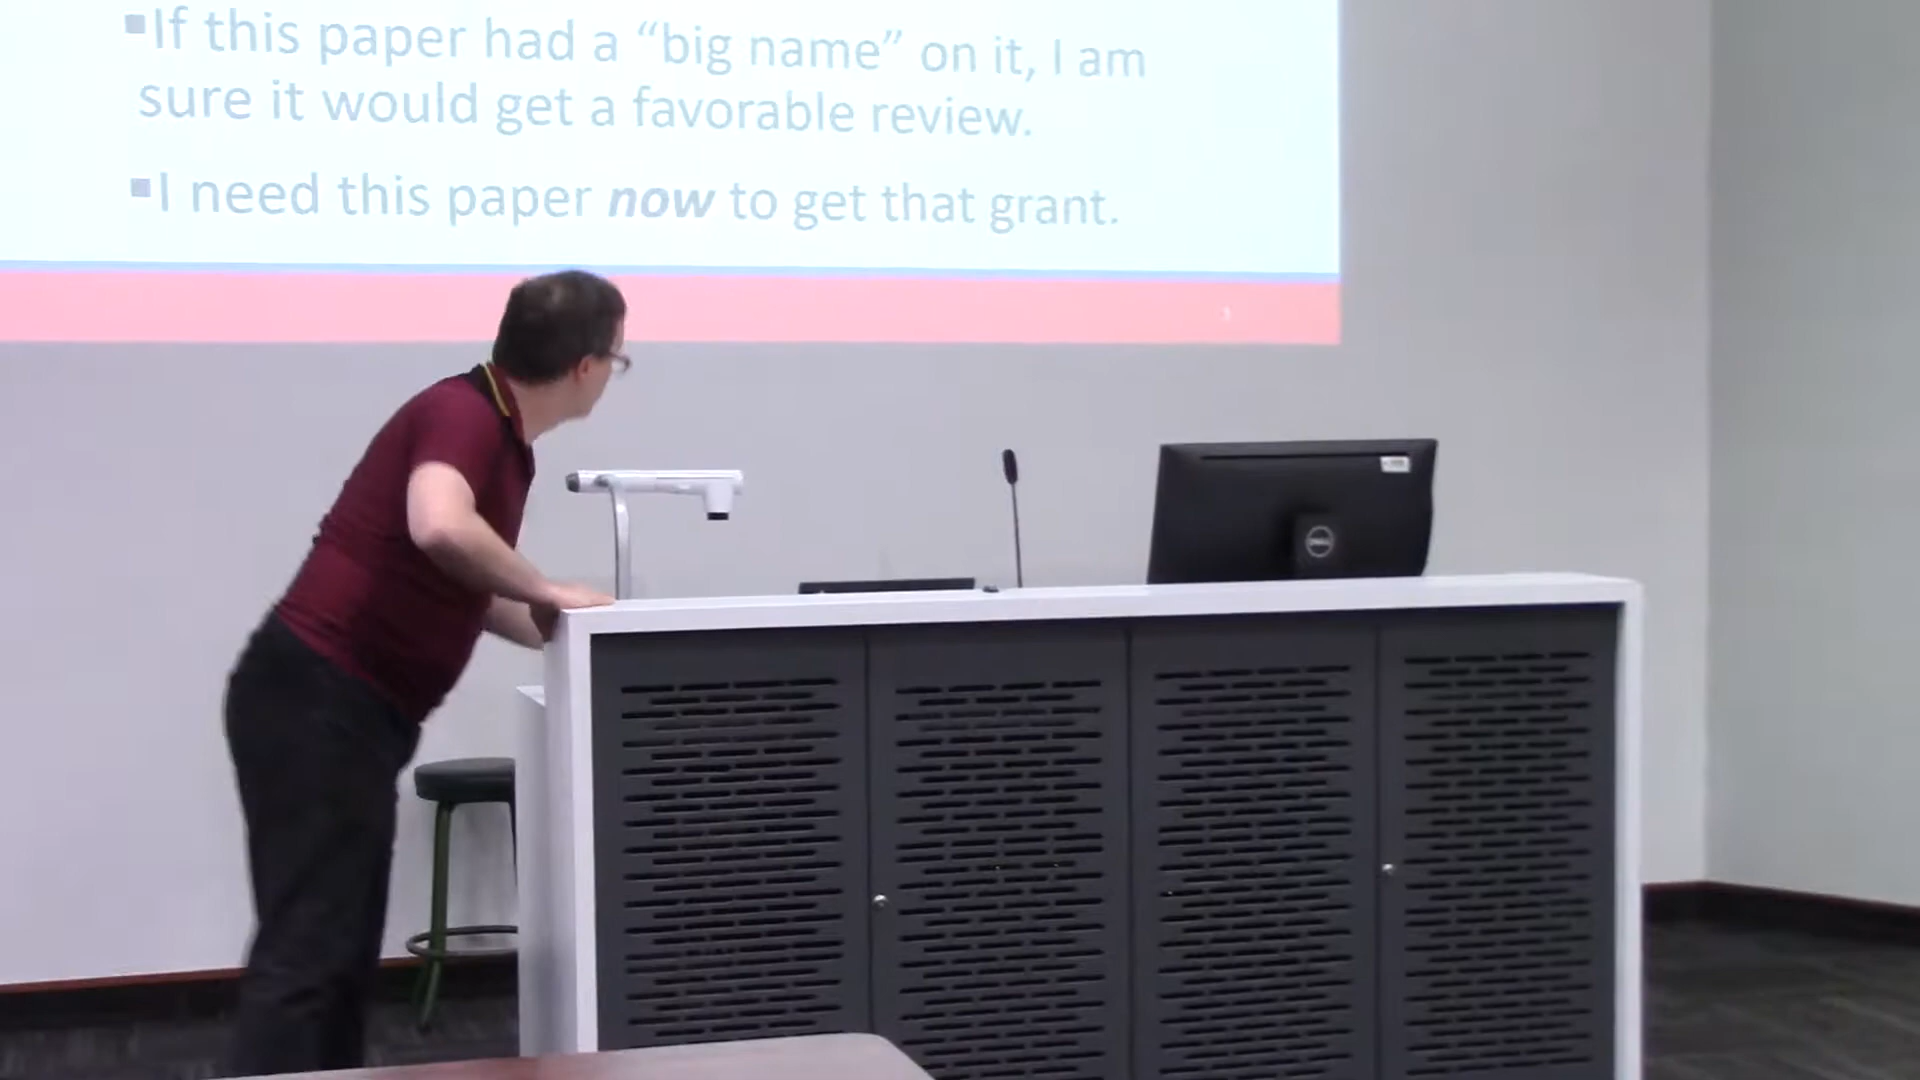 ▪If this paper had a “big name” on it, I am
sure it would get a favorable review.
▪I need this paper now to get that grant.
DELL